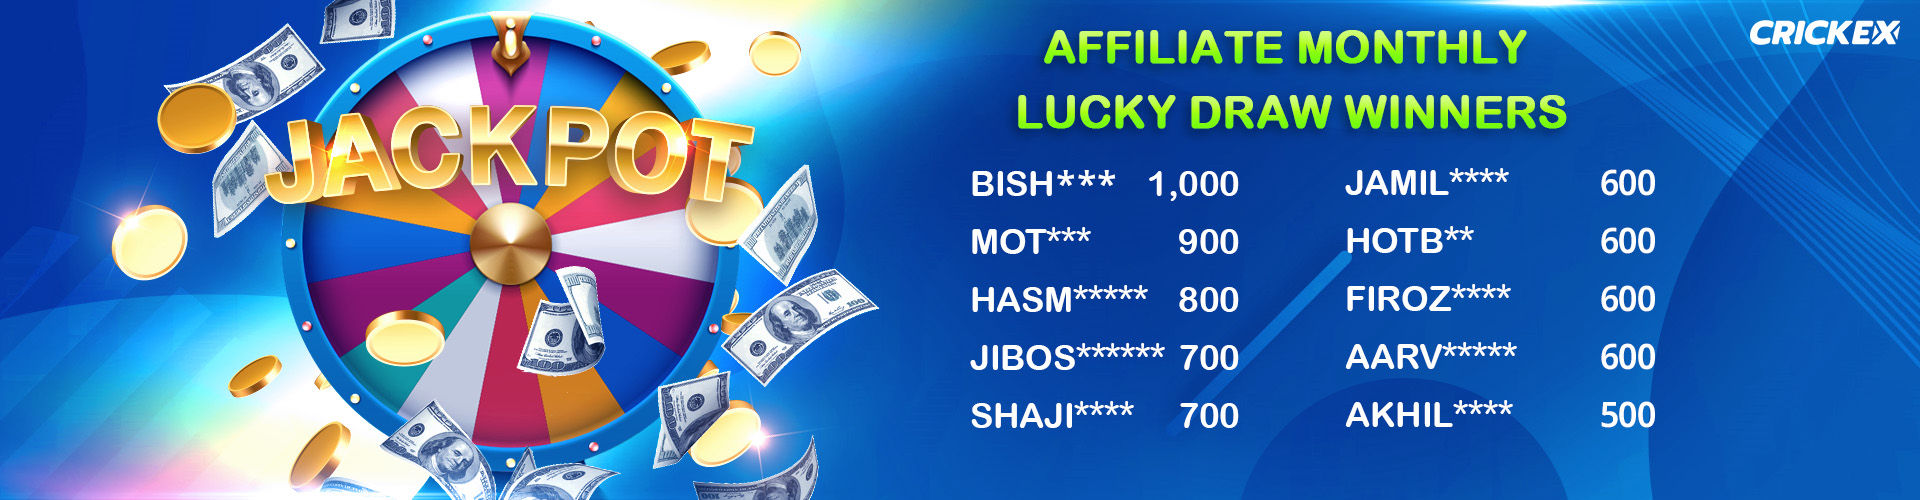 JACKPOT
CRICKEX
AFFILIATE MONTHLY
LUCKY DRAW WINNERS
BISH*** 1,000
MOT*** 900
HASM***** 800
JIBOS****** 700
SHAJI**** 700
JAMIL**** 600
HOTB** 600
FIROZ**** 600
AARV***** 600
AKHIL**** 500